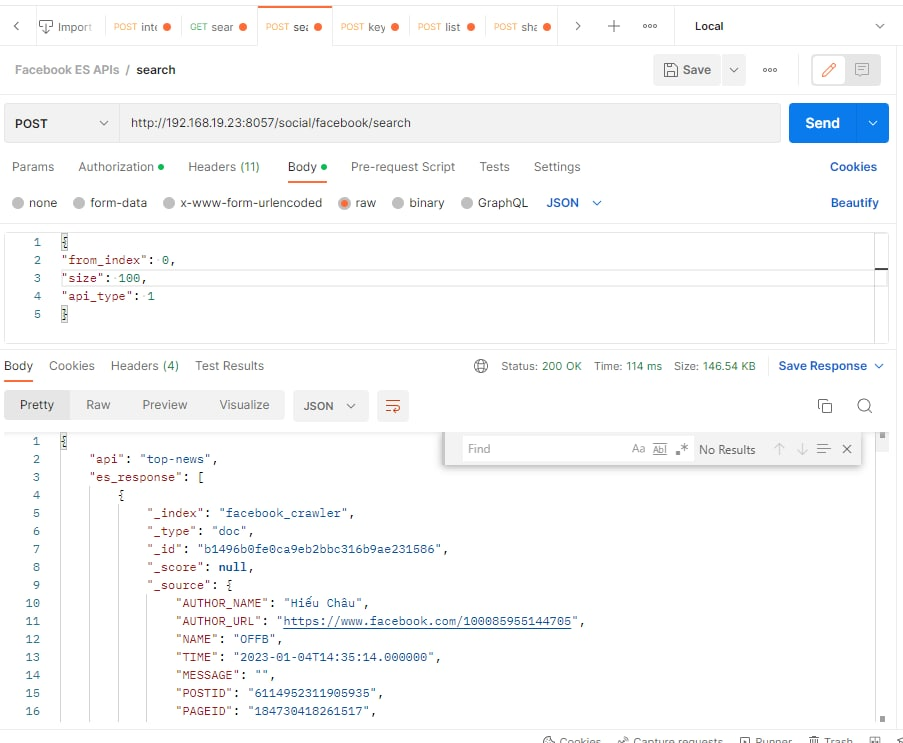 Import POST inte GET sear POST sea POST key POST list POST sha Local
Facebook ES APIs / search Save
POST http://192.168.19.23:8057/social/facebook/search Send
Params Authorization Headers (11) Body Pre-request Script Tests Settings Cookies
none form-data x-www-form-urlencoded raw binary GraphQL JSON Beautify
1 {
2 "from_index": 0,
3 "size": 100,
4 "api_type": 1
5 }
Body Cookies Headers (4) Test Results Status: 200 OK Time: 114 ms Size: 146.54 KB Save Response
Pretty Raw Preview Visualize JSON
Find Aa Abl .* No Results
1 {
2 "api": "top-news",
3 "es_response": [
4 {
5 "_index": "facebook_crawler",
6 "_type": "doc",
7 "_id": "b1496b0fe0ca9eb2bbc316b9ae231586",
8 "_score": null,
9 "_source": {
10 "AUTHOR_NAME": "Hiếu Châu",
11 "AUTHOR_URL": "https://www.facebook.com/100085955144705",
12 "NAME": "OFFB",
13 "TIME": "2023-01-04T14:35:14.000000",
14 "MESSAGE": "",
15 "POSTID": "6114952311905935",
16 "PAGEID": "184730418261517",
Cookies Capture requests Runner Trash